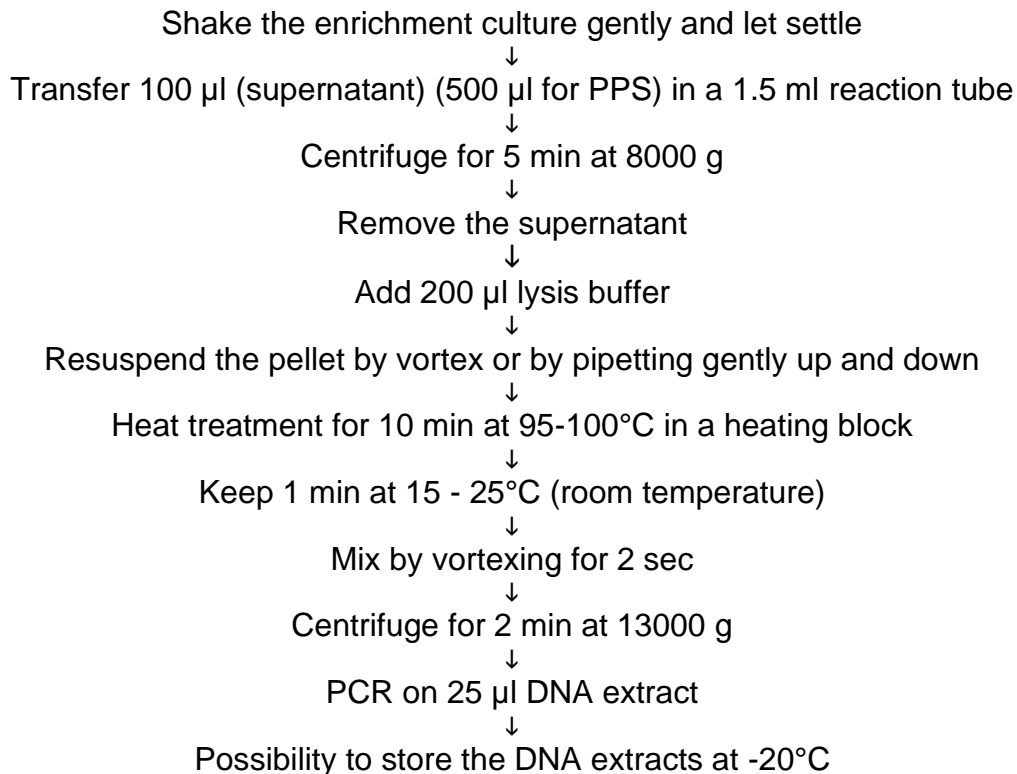 Shake the enrichment culture gently and let settle
↓
Transfer 100 µl (supernatant) (500 µl for PPS) in a 1.5 ml reaction tube
↓
Centrifuge for 5 min at 8000 g
↓
Remove the supernatant
↓
Add 200 µl lysis buffer
↓
Resuspend the pellet by vortex or by pipetting gently up and down
↓
Heat treatment for 10 min at 95-100°C in a heating block
↓
Keep 1 min at 15 - 25°C (room temperature)
↓
Mix by vortexing for 2 sec
↓
Centrifuge for 2 min at 13000 g
↓
PCR on 25 µl DNA extract
↓
Possibility to store the DNA extracts at -20°C